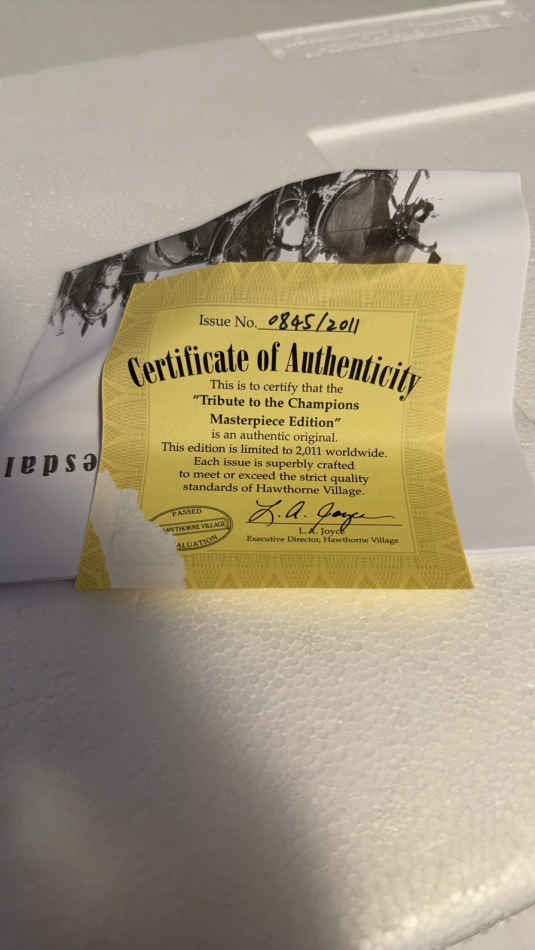 Issue No. 0845/2011
Certificate of Authenticity
This is to certify that the
"Tribute to the Champions
Masterpiece Edition"
is an authentic original.
This edition is limited to 2,011 worldwide.
Each issue is superbly crafted
to meet or exceed the strict quality
standards of Hawthorne Village.
PASSED
HAWTHORNE VILLAGE
ALUATION
L. A. Joyce
L.A. Joyce
Executive Director, Hawthorne Village
esdal